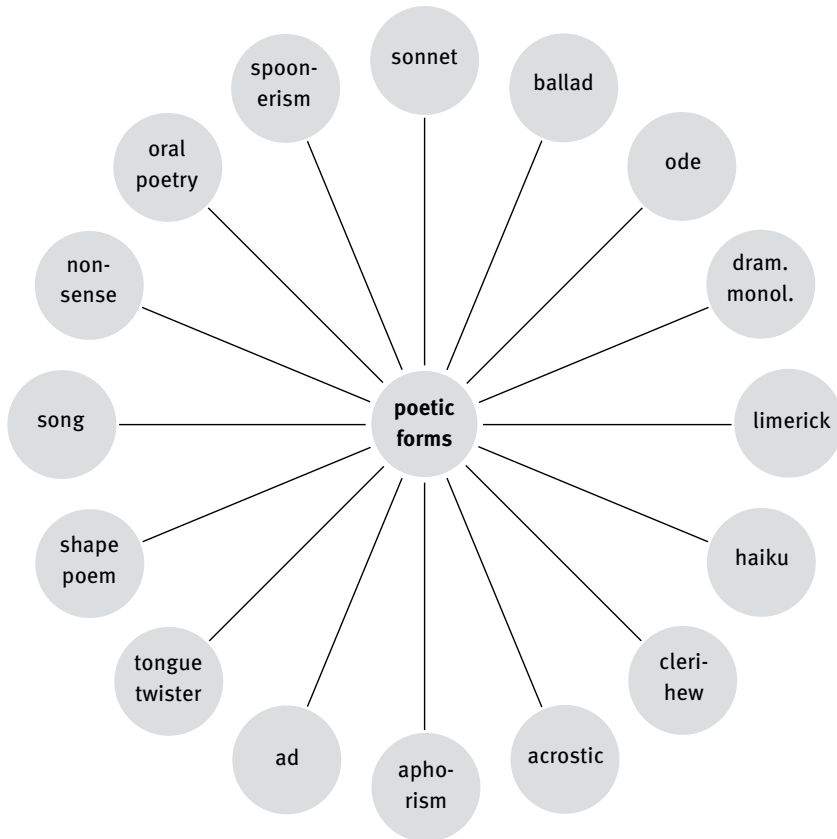 sonnet
ballad
ode
dram.
monol.
limerick
haiku
cleri-
hew
acrostic
apho-
rism
ad
tongue
twister
shape
poem
song
non-
sense
oral
poetry
spoon-
erism
poetic
forms